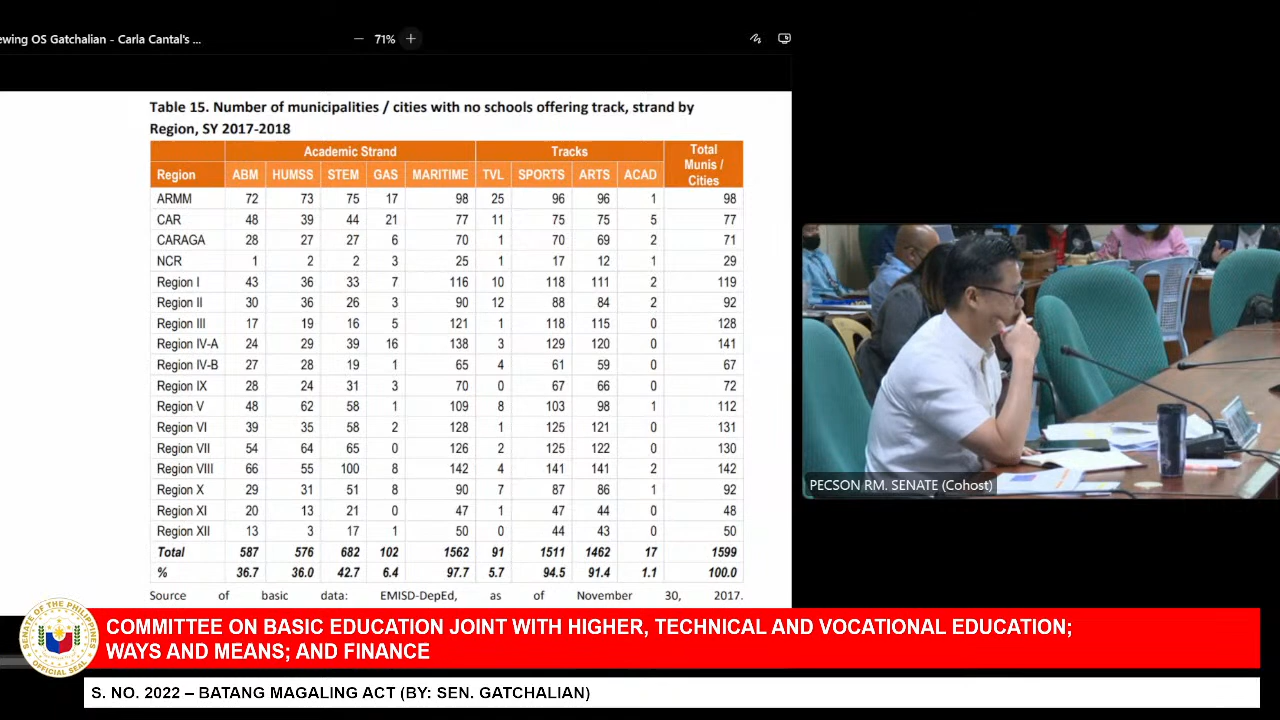 ewing OS Gatchalian - Carla Cantal's ...
71%
Table 15. Number of municipalities / cities with no schools offering track, strand by
Region, SY 2017-2018
Academic Strand Tracks Total Munis / Cities
Region ABM HUMSS STEM GAS MARITIME TVL SPORTS ARTS ACAD
ARMM 72 73 75 17 98 25 96 96 1 98
CAR 48 39 44 21 77 11 75 75 5 77
CARAGA 28 27 27 6 70 1 70 69 2 71
NCR 1 2 2 3 25 1 17 12 1 29
Region I 43 36 33 7 116 10 118 111 2 119
Region II 30 36 26 3 90 12 88 84 2 92
Region III 17 19 16 5 121 1 118 115 0 128
Region IV-A 24 29 39 16 138 3 129 120 0 141
Region IV-B 27 28 19 1 65 4 61 59 0 67
Region IX 28 24 31 3 70 0 67 66 0 72
Region V 48 62 58 1 109 8 103 98 1 112
Region VI 39 35 58 2 128 1 125 121 0 131
Region VII 54 64 65 0 126 2 125 122 0 130
Region VIII 66 55 100 8 142 4 141 141 2 142
Region X 29 31 51 8 90 7 87 86 1 92
Region XI 20 13 21 0 47 1 47 44 0 48
Region XII 13 3 17 1 50 0 44 43 0 50
Total 587 576 682 102 1562 91 1511 1462 17 1599
% 36.7 36.0 42.7 6.4 97.7 5.7 94.5 91.4 1.1 100.0
Source of basic data: EMISD-DepEd, as of November 30, 2017.
PECSON RM. SENATE (Cohost)
SENATE OF THE PHILIPPINES
OFFICIAL SEAL
COMMITTEE ON BASIC EDUCATION JOINT WITH HIGHER, TECHNICAL AND VOCATIONAL EDUCATION;
WAYS AND MEANS; AND FINANCE
S. NO. 2022 – BATANG MAGALING ACT (BY: SEN. GATCHALIAN)